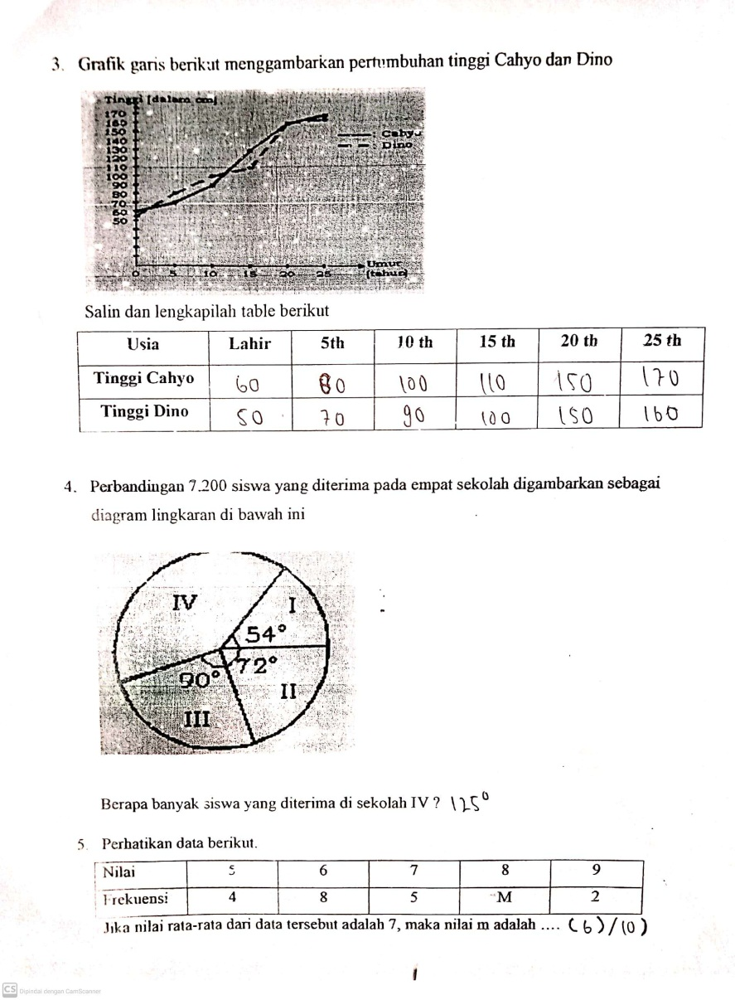 3. Grafik garis berikut menggambarkan pertumbuhan tinggi Cahyo dan Dino
Tinggi [dalam cm]
170
160
150
140
130
120
110
100
90
80
70
60
50
: Cahyo
: Dino
Umur
(tahun)
0 5 10 15 20 25
Salin dan lengkapilah table berikut
Usia Lahir 5th 10 th 15 th 20 th 25 th
Tinggi Cahyo 60 80 100 110 150 170
Tinggi Dino 50 70 90 100 150 160
4. Perbandingan 7.200 siswa yang diterima pada empat sekolah digambarkan sebagai
diagram lingkaran di bawah ini
IV
I
54°
72°
90°
II
III
Berapa banyak siswa yang diterima di sekolah IV ? 125°
5. Perhatikan data berikut.
Nilai 5 6 7 8 9
Frekuensi 4 8 5 M 2
Jika nilai rata-rata dari data tersebut adalah 7, maka nilai m adalah .... (6)/10)
1
CS Dipindai dengan CamScanner